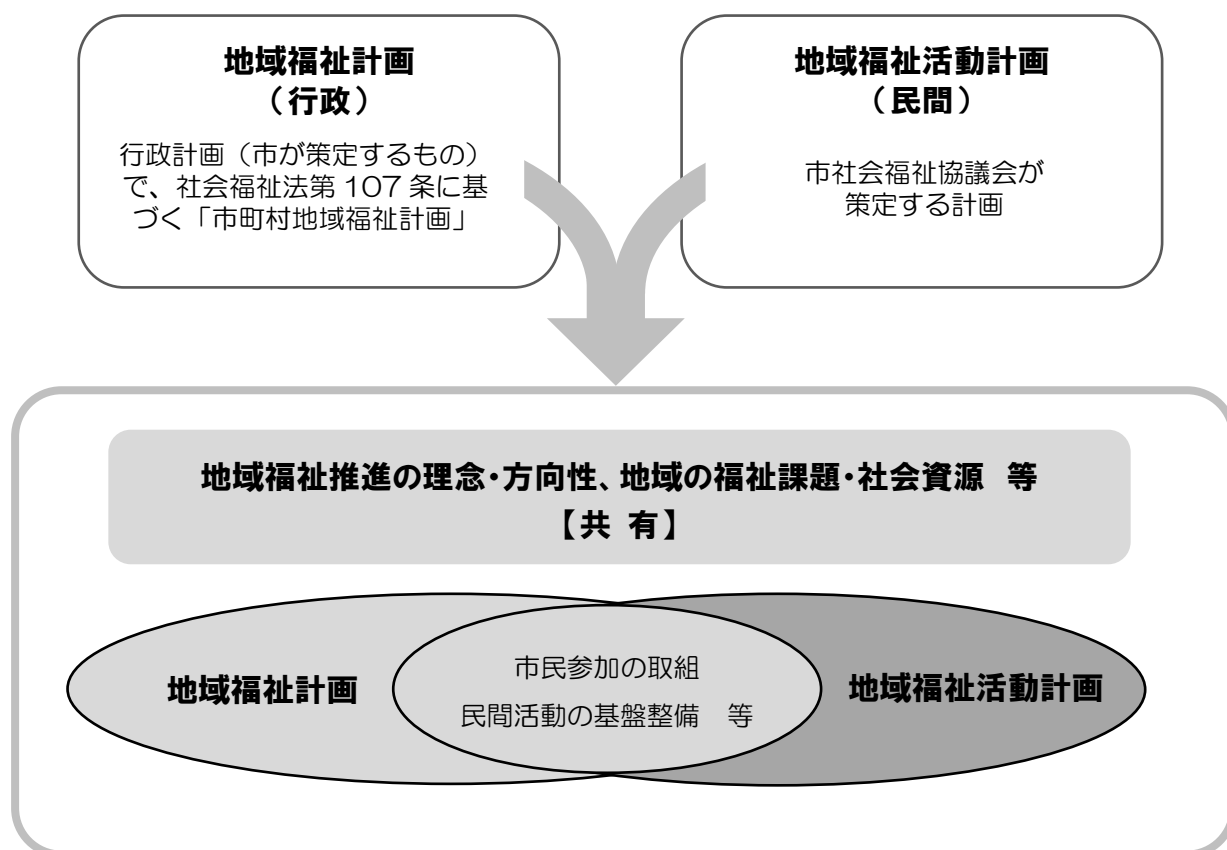 地域福祉計画
（行政）
行政計画（市が策定するもの）
で、社会福祉法第 107 条に基
づく「市町村地域福祉計画」
地域福祉活動計画
（民間）
市社会福祉協議会が
策定する計画
地域福祉推進の理念・方向性、地域の福祉課題・社会資源　等
【共 有】
地域福祉計画
市民参加の取組
民間活動の基盤整備　等
地域福祉活動計画